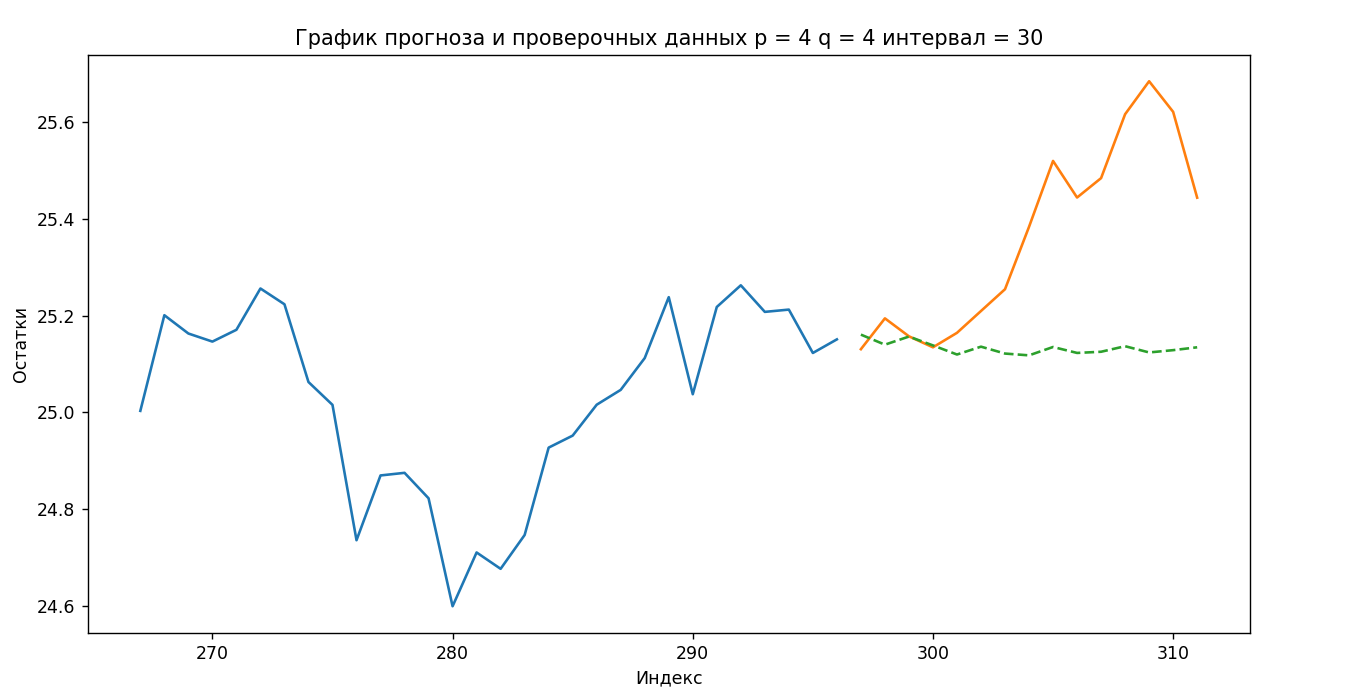 График прогноза и проверочных данных p = 4 q = 4 интервал = 30
25.6
25.4
25.2
25.0
24.8
24.6
Остатки
270 280 290 300 310
Индекс